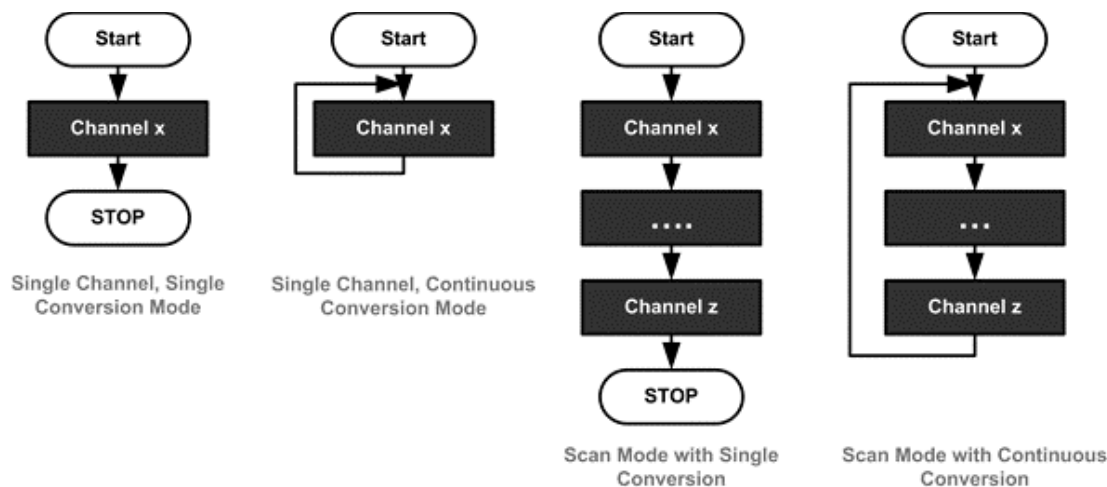 Start
Channel x
STOP
Single Channel, Single
Conversion Mode
Start
Channel x
Single Channel, Continuous
Conversion Mode
Start
Channel x
....
Channel z
STOP
Scan Mode with Single
Conversion
Start
Channel x
...
Channel z
Scan Mode with Continuous
Conversion